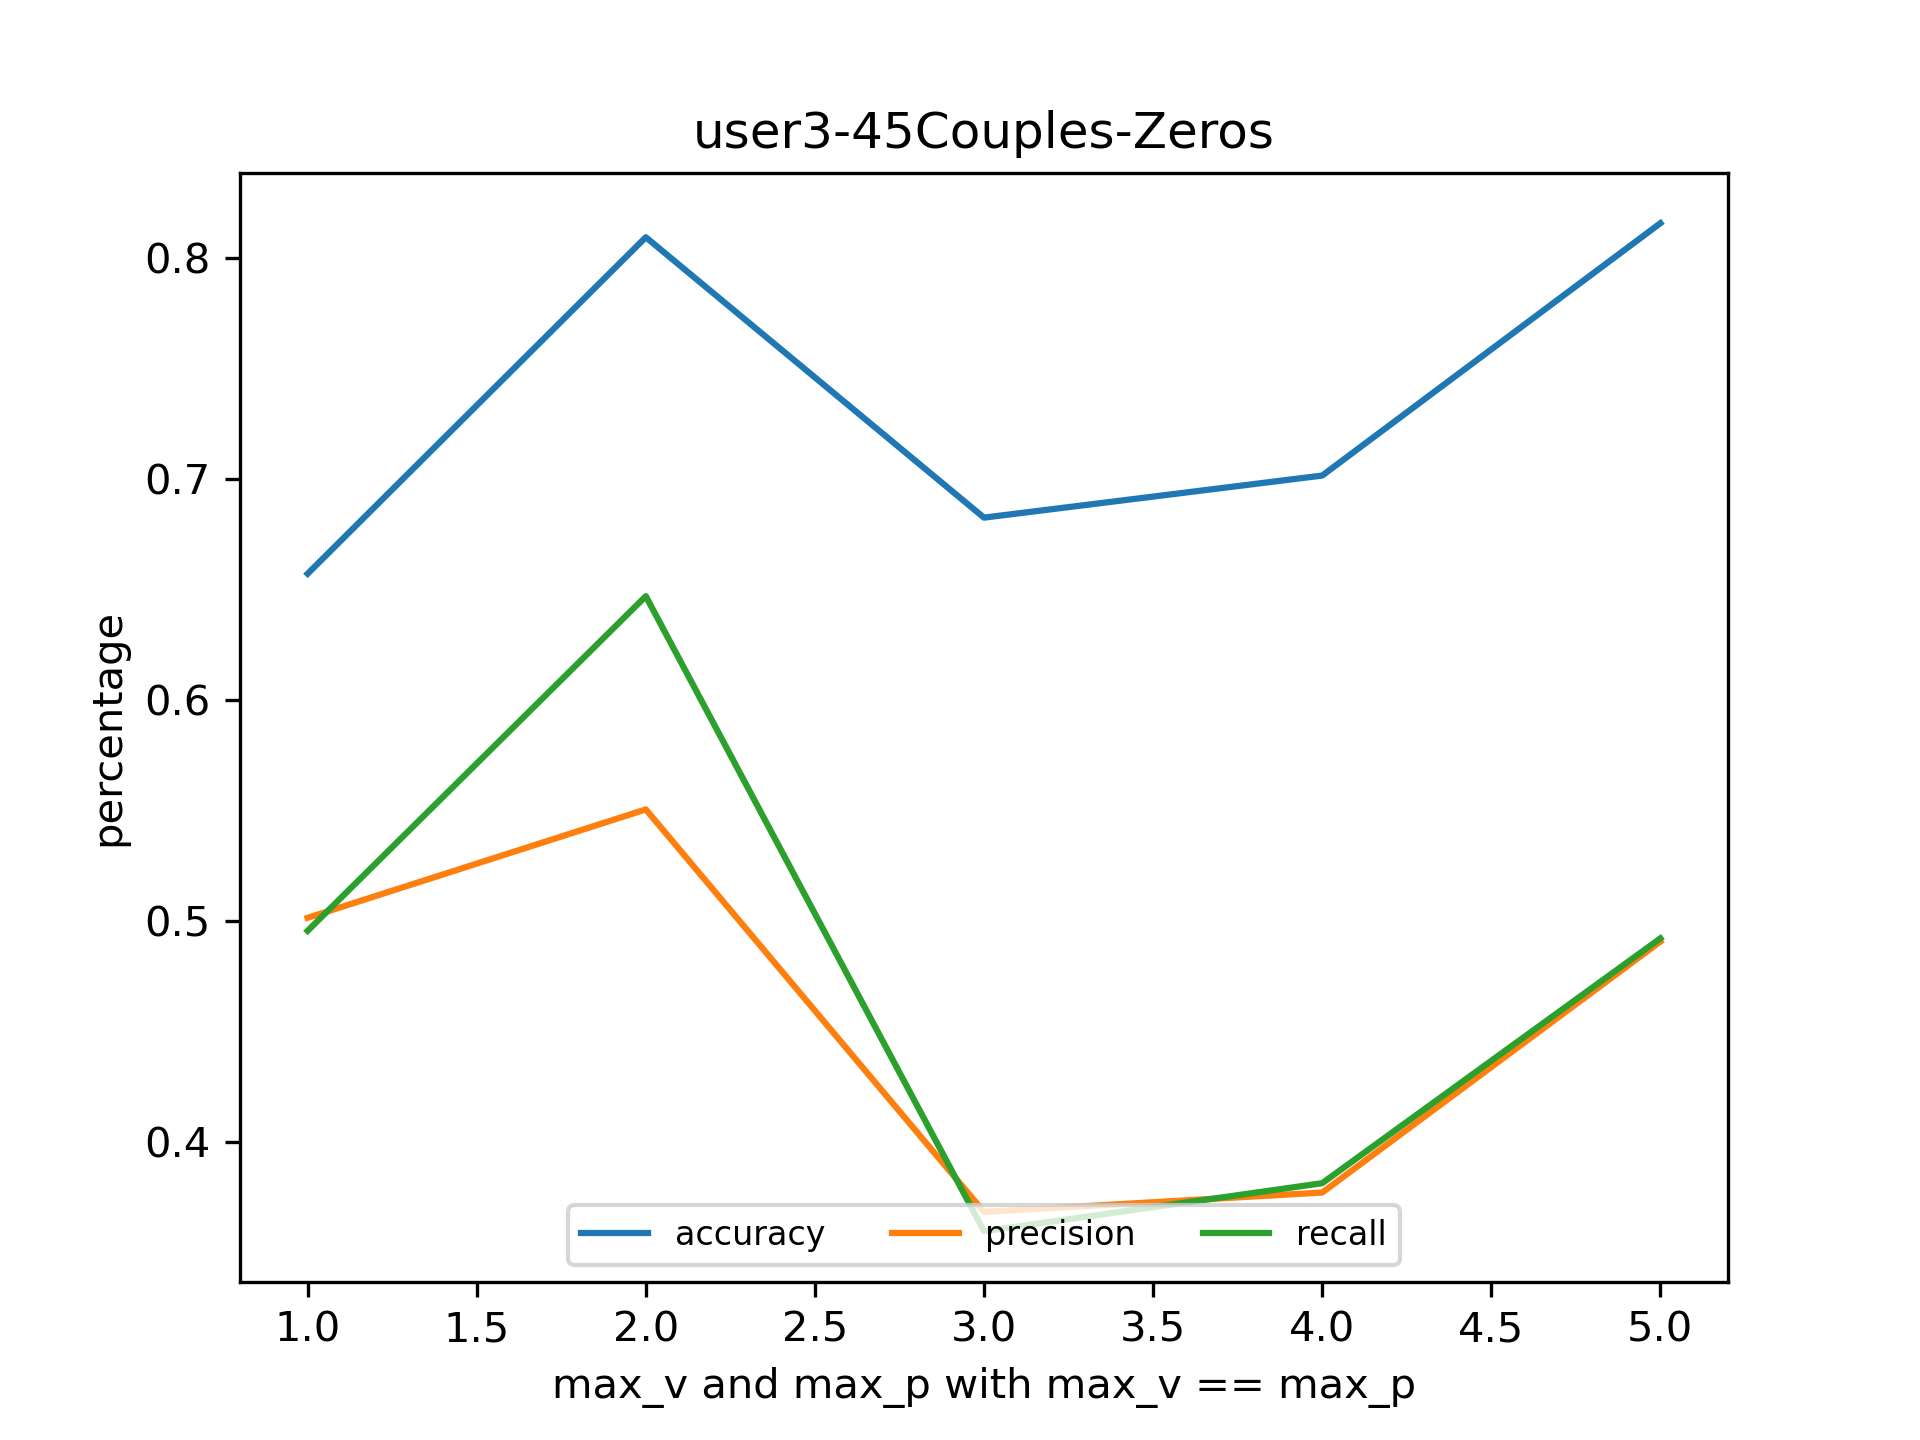 user3-45Couples-Zeros
percentage
0.8
0.7
0.6
0.5
0.4
accuracy precision recall
1.0 1.5 2.0 2.5 3.0 3.5 4.0 4.5 5.0
max_v and max_p with max_v == max_p